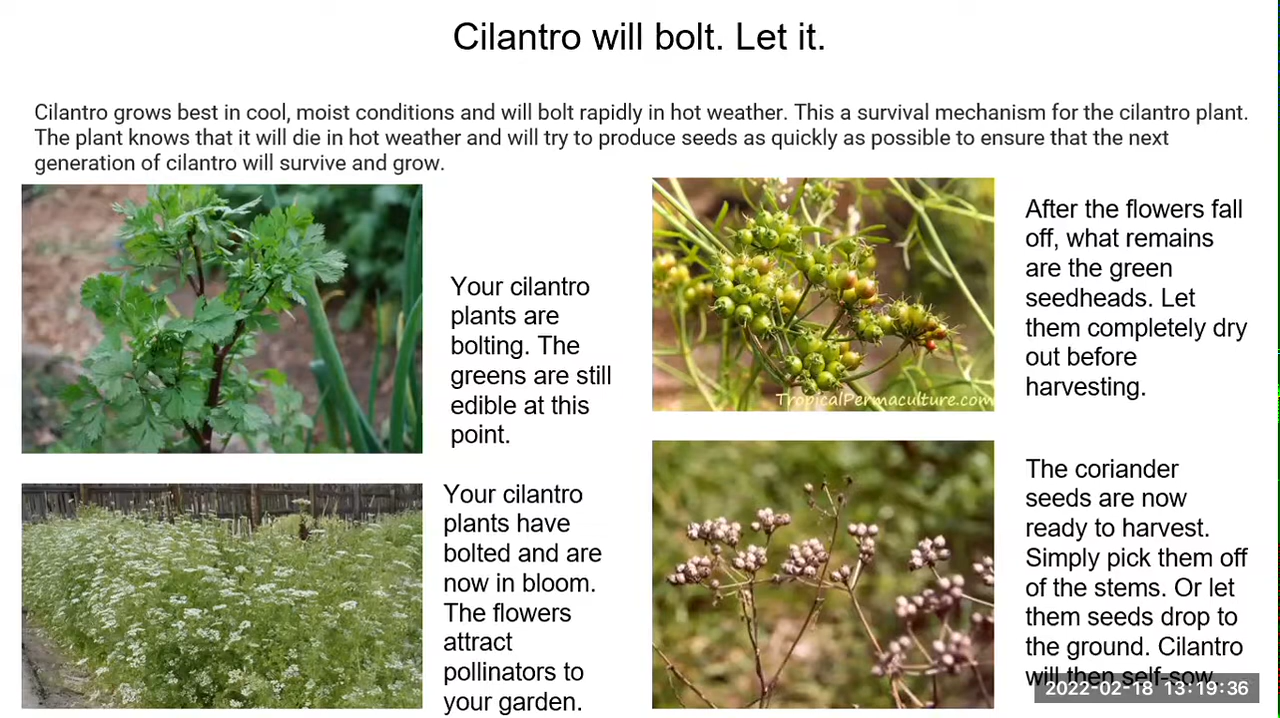 Cilantro will bolt. Let it.
Cilantro grows best in cool, moist conditions and will bolt rapidly in hot weather. This a survival mechanism for the cilantro plant.
The plant knows that it will die in hot weather and will try to produce seeds as quickly as possible to ensure that the next
generation of cilantro will survive and grow.
Your cilantro
plants are
bolting. The
greens are still
edible at this
point.
Your cilantro
plants have
bolted and are
now in bloom.
The flowers
attract
pollinators to
your garden.
TropicalPermaculture.com
After the flowers fall
off, what remains
are the green
seedheads. Let
them completely dry
out before
harvesting.
The coriander
seeds are now
ready to harvest.
Simply pick them off
of the stems. Or let
them seeds drop to
the ground. Cilantro
will then self-sow
2022-02-18 13:19:36